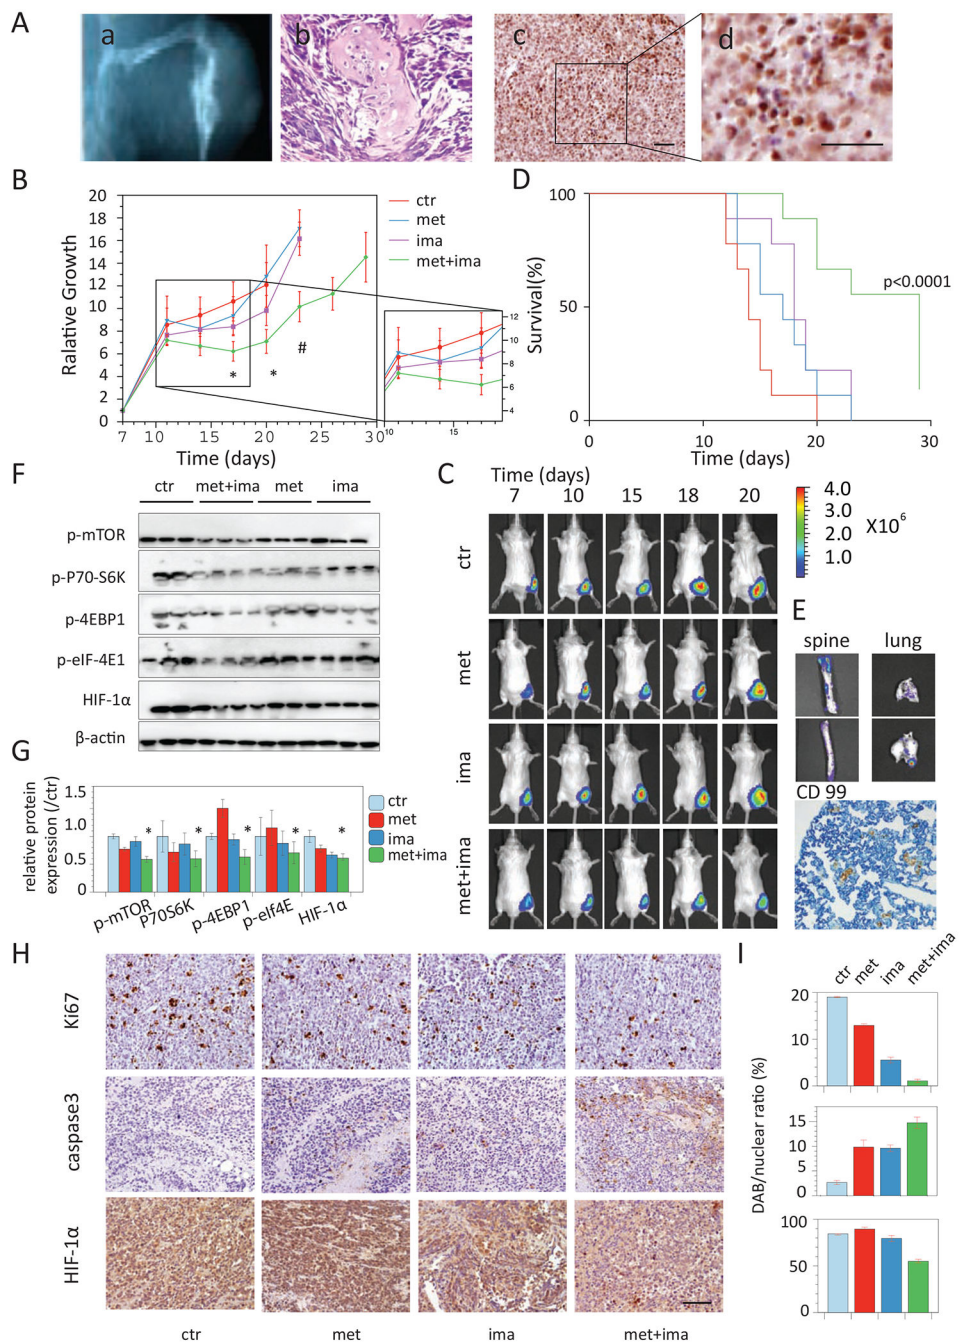 A
a
b
c
d
B
20
18
16
14
12
10
8
6
4
2
0
Ralative Growth
7
10
15
20
25
30
Time (days)
ctr
met
ima
met+ima
*
*
#
12
10
8
6
4
10
15
D
100
50
0
Survival(%)
p<0.0001
0
10
20
30
Time (days)
F
ctr
met+ima
met
ima
p-mTOR
p-P70-S6K
p-4EBP1
p-eIF-4E1
HIF-1α
β-actin
C
Time (days)
7
10
15
18
20
ctr
met
ima
met+ima
4.0
3.0
2.0
1.0
X10⁶
E
spine
lung
CD 99
G
relative protein
expression (/ctr)
1.5
1.0
0.5
0
*
*
*
*
*
ctr
met
ima
met+ima
p-mTOR
P70S6K
p-4EBP1
p-eIf4E
HIF-1α
H
Ki67
caspase3
HIF-1α
ctr
met
ima
met+ima
I
ctr
met
ima
met+ima
DAB/nuclear ratio (%)
20
10
0
15
10
5
0
100
50
0